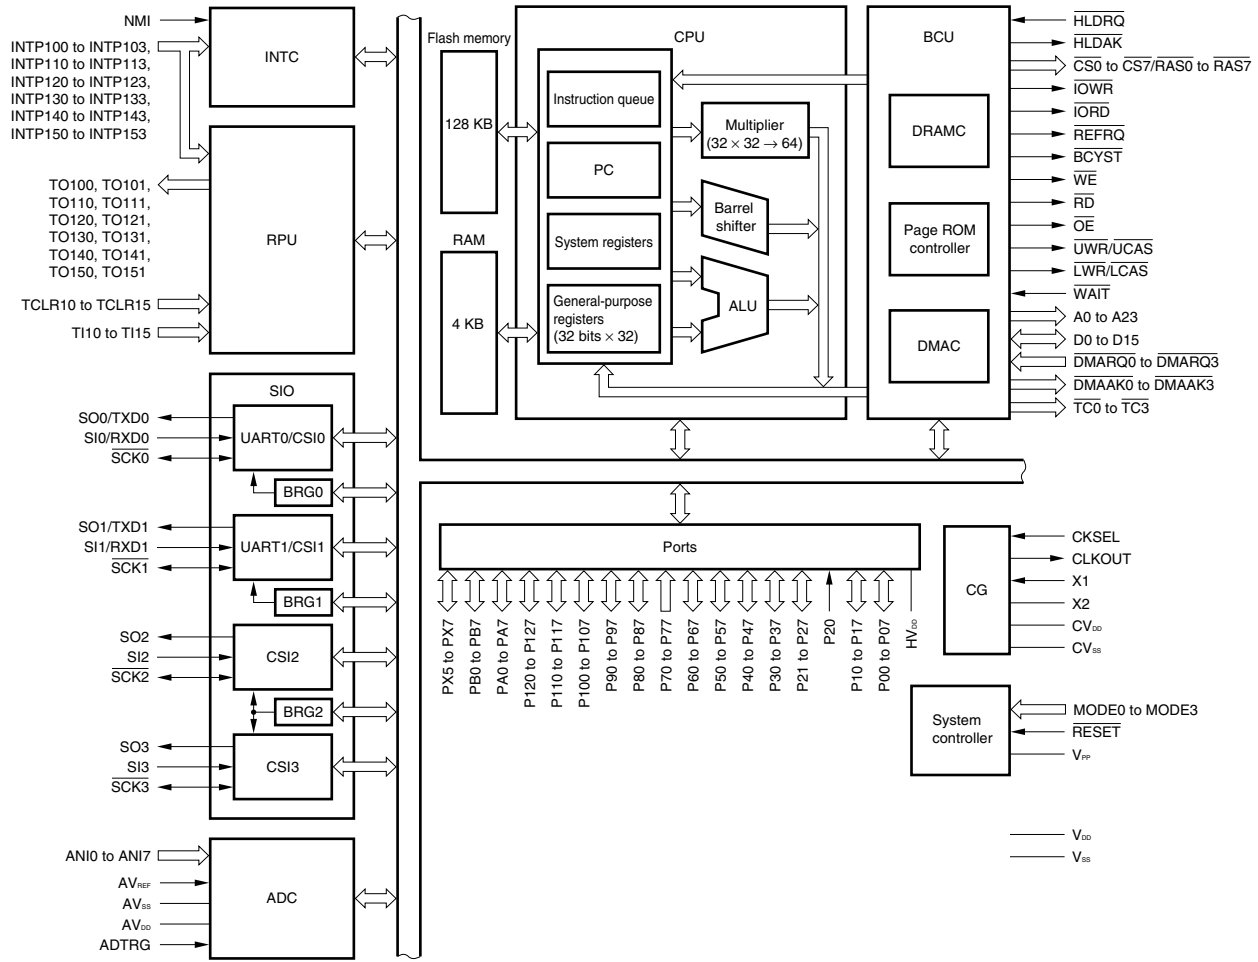 NMI
INTP100 to INTP103,
INTP110 to INTP113,
INTP120 to INTP123,
INTP130 to INTP133,
INTP140 to INTP143,
INTP150 to INTP153
INTC
TO100, TO101,
TO110, TO111,
TO120, TO121,
TO130, TO131,
TO140, TO141,
TO150, TO151
TCLR10 to TCLR15
TI10 to TI15
RPU
SIO
SO0/TXD0
SI0/RXD0
SCK0
UART0/CSI0
BRG0
SO1/TXD1
SI1/RXD1
SCK1
UART1/CSI1
BRG1
SO2
SI2
SCK2
CSI2
BRG2
SO3
SI3
SCK3
CSI3
ANI0 to ANI7
AVREF
AVSS
AVDD
ADTRG
ADC
Flash memory
128 KB
RAM
4 KB
CPU
Instruction queue
PC
System registers
General-purpose
registers
(32 bits × 32)
Multiplier
(32 × 32 → 64)
Barrel
shifter
ALU
BCU
DRAMC
Page ROM
controller
DMAC
HLDRQ
HLDAK
CS0 to CS7/RAS0 to RAS7
IOWR
IORD
REFRQ
BCYST
WE
RD
OE
UWR/UCAS
LWR/LCAS
WAIT
A0 to A23
D0 to D15
DMARQ0 to DMARQ3
DMAAK0 to DMAAK3
TC0 to TC3
Ports
PX5 to PX7
PB0 to PB7
PA0 to PA7
P120 to P127
P110 to P117
P100 to P107
P90 to P97
P80 to P87
P70 to P77
P60 to P67
P50 to P57
P40 to P47
P30 to P37
P21 to P27
P20
P10 to P17
P00 to P07
HVDD
CG
CKSEL
CLKOUT
X1
X2
CVDD
CVSS
System
controller
MODE0 to MODE3
RESET
VPP
VDD
VSS